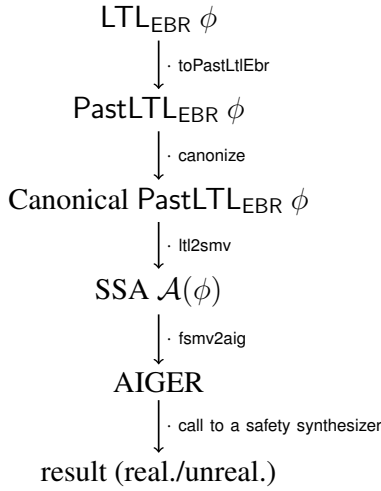 LTL_EBR ϕ
· toPastLtlEbr
PastLTL_EBR ϕ
· canonize
Canonical PastLTL_EBR ϕ
· ltl2smv
SSA 𝒜(ϕ)
· fsmv2aig
AIGER
· call to a safety synthesizer
result (real./unreal.)